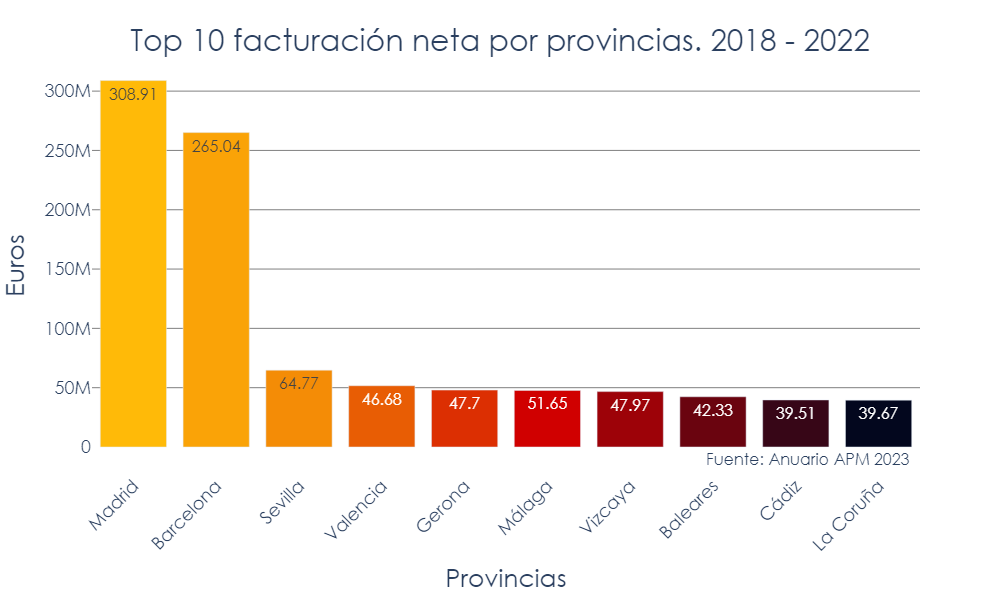 Top 10 facturación neta por provincias. 2018 - 2022
Euros
300M
250M
200M
150M
100M
50M
0
308.91
265.04
64.77
46.68
47.7
51.65
47.97
42.33
39.51
39.67
Fuente: Anuario APM 2023
Madrid
Barcelona
Sevilla
Valencia
Gerona
Málaga
Vizcaya
Baleares
Cádiz
La Coruña
Provincias